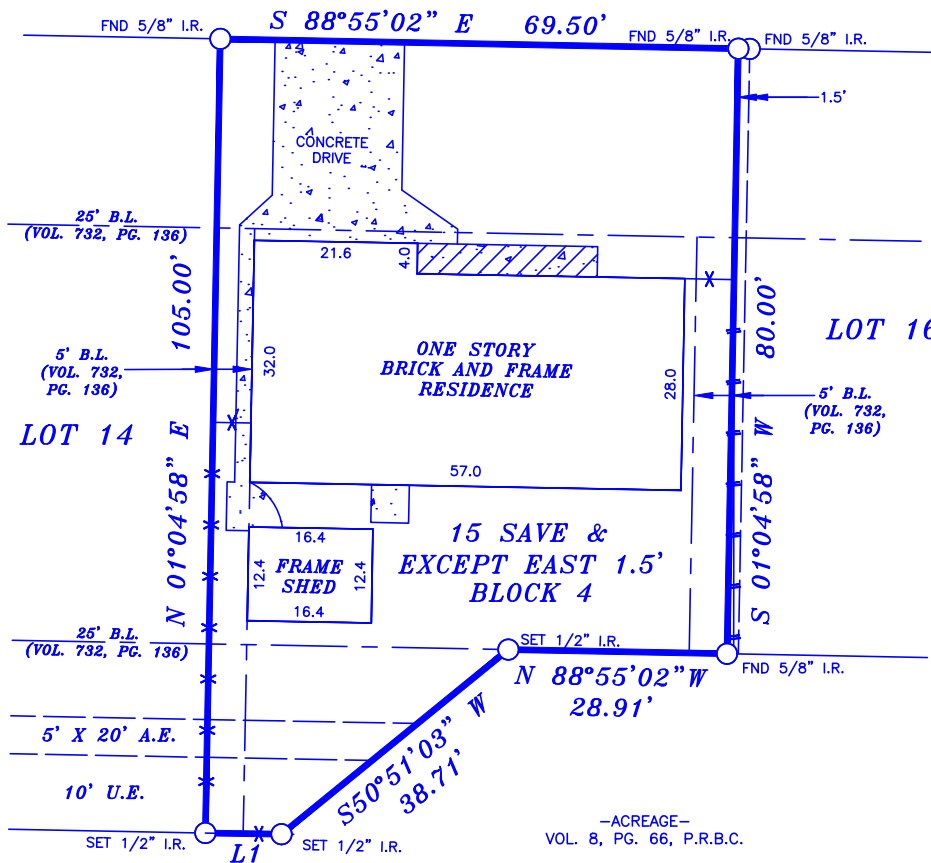 S 88°55'02" E 69.50'
FND 5/8" I.R.
FND 5/8" I.R.
FND 5/8" I.R.
1.5'
CONCRETE
DRIVE
25' B.L.
(VOL. 732, PG. 136)
21.6
4.0
105.00'
80.00'
LOT 16
ONE STORY
BRICK AND FRAME
RESIDENCE
32.0
28.0
5' B.L.
(VOL. 732,
PG. 136)
5' B.L.
(VOL. 732,
PG. 136)
LOT 14
57.0
N 01°04'58" E
S 01°04'58" W
15 SAVE &
EXCEPT EAST 1.5'
BLOCK 4
16.4
12.4
FRAME
SHED
12.4
16.4
25' B.L.
(VOL. 732, PG. 136)
SET 1/2" I.R.
FND 5/8" I.R.
N 88°55'02"W
28.91'
S50°51'03" W
38.71'
5' X 20' A.E.
10' U.E.
SET 1/2" I.R.
L1
SET 1/2" I.R.
-ACREAGE-
VOL. 8, PG. 66, P.R.B.C.